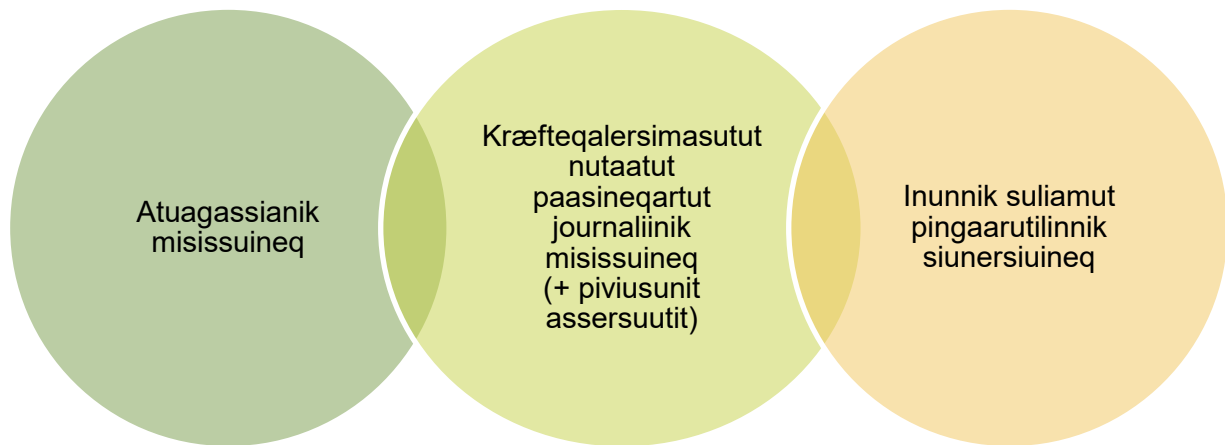 Atuagassianik
misissuineq
Kræfteqalersimasutut
nutaatut
paasineqartut
journaliinik
misissuineq
(+ piviusunit
assersuutit)
Inunnik suliamut
pingaarutilinnik
siunersiuineq